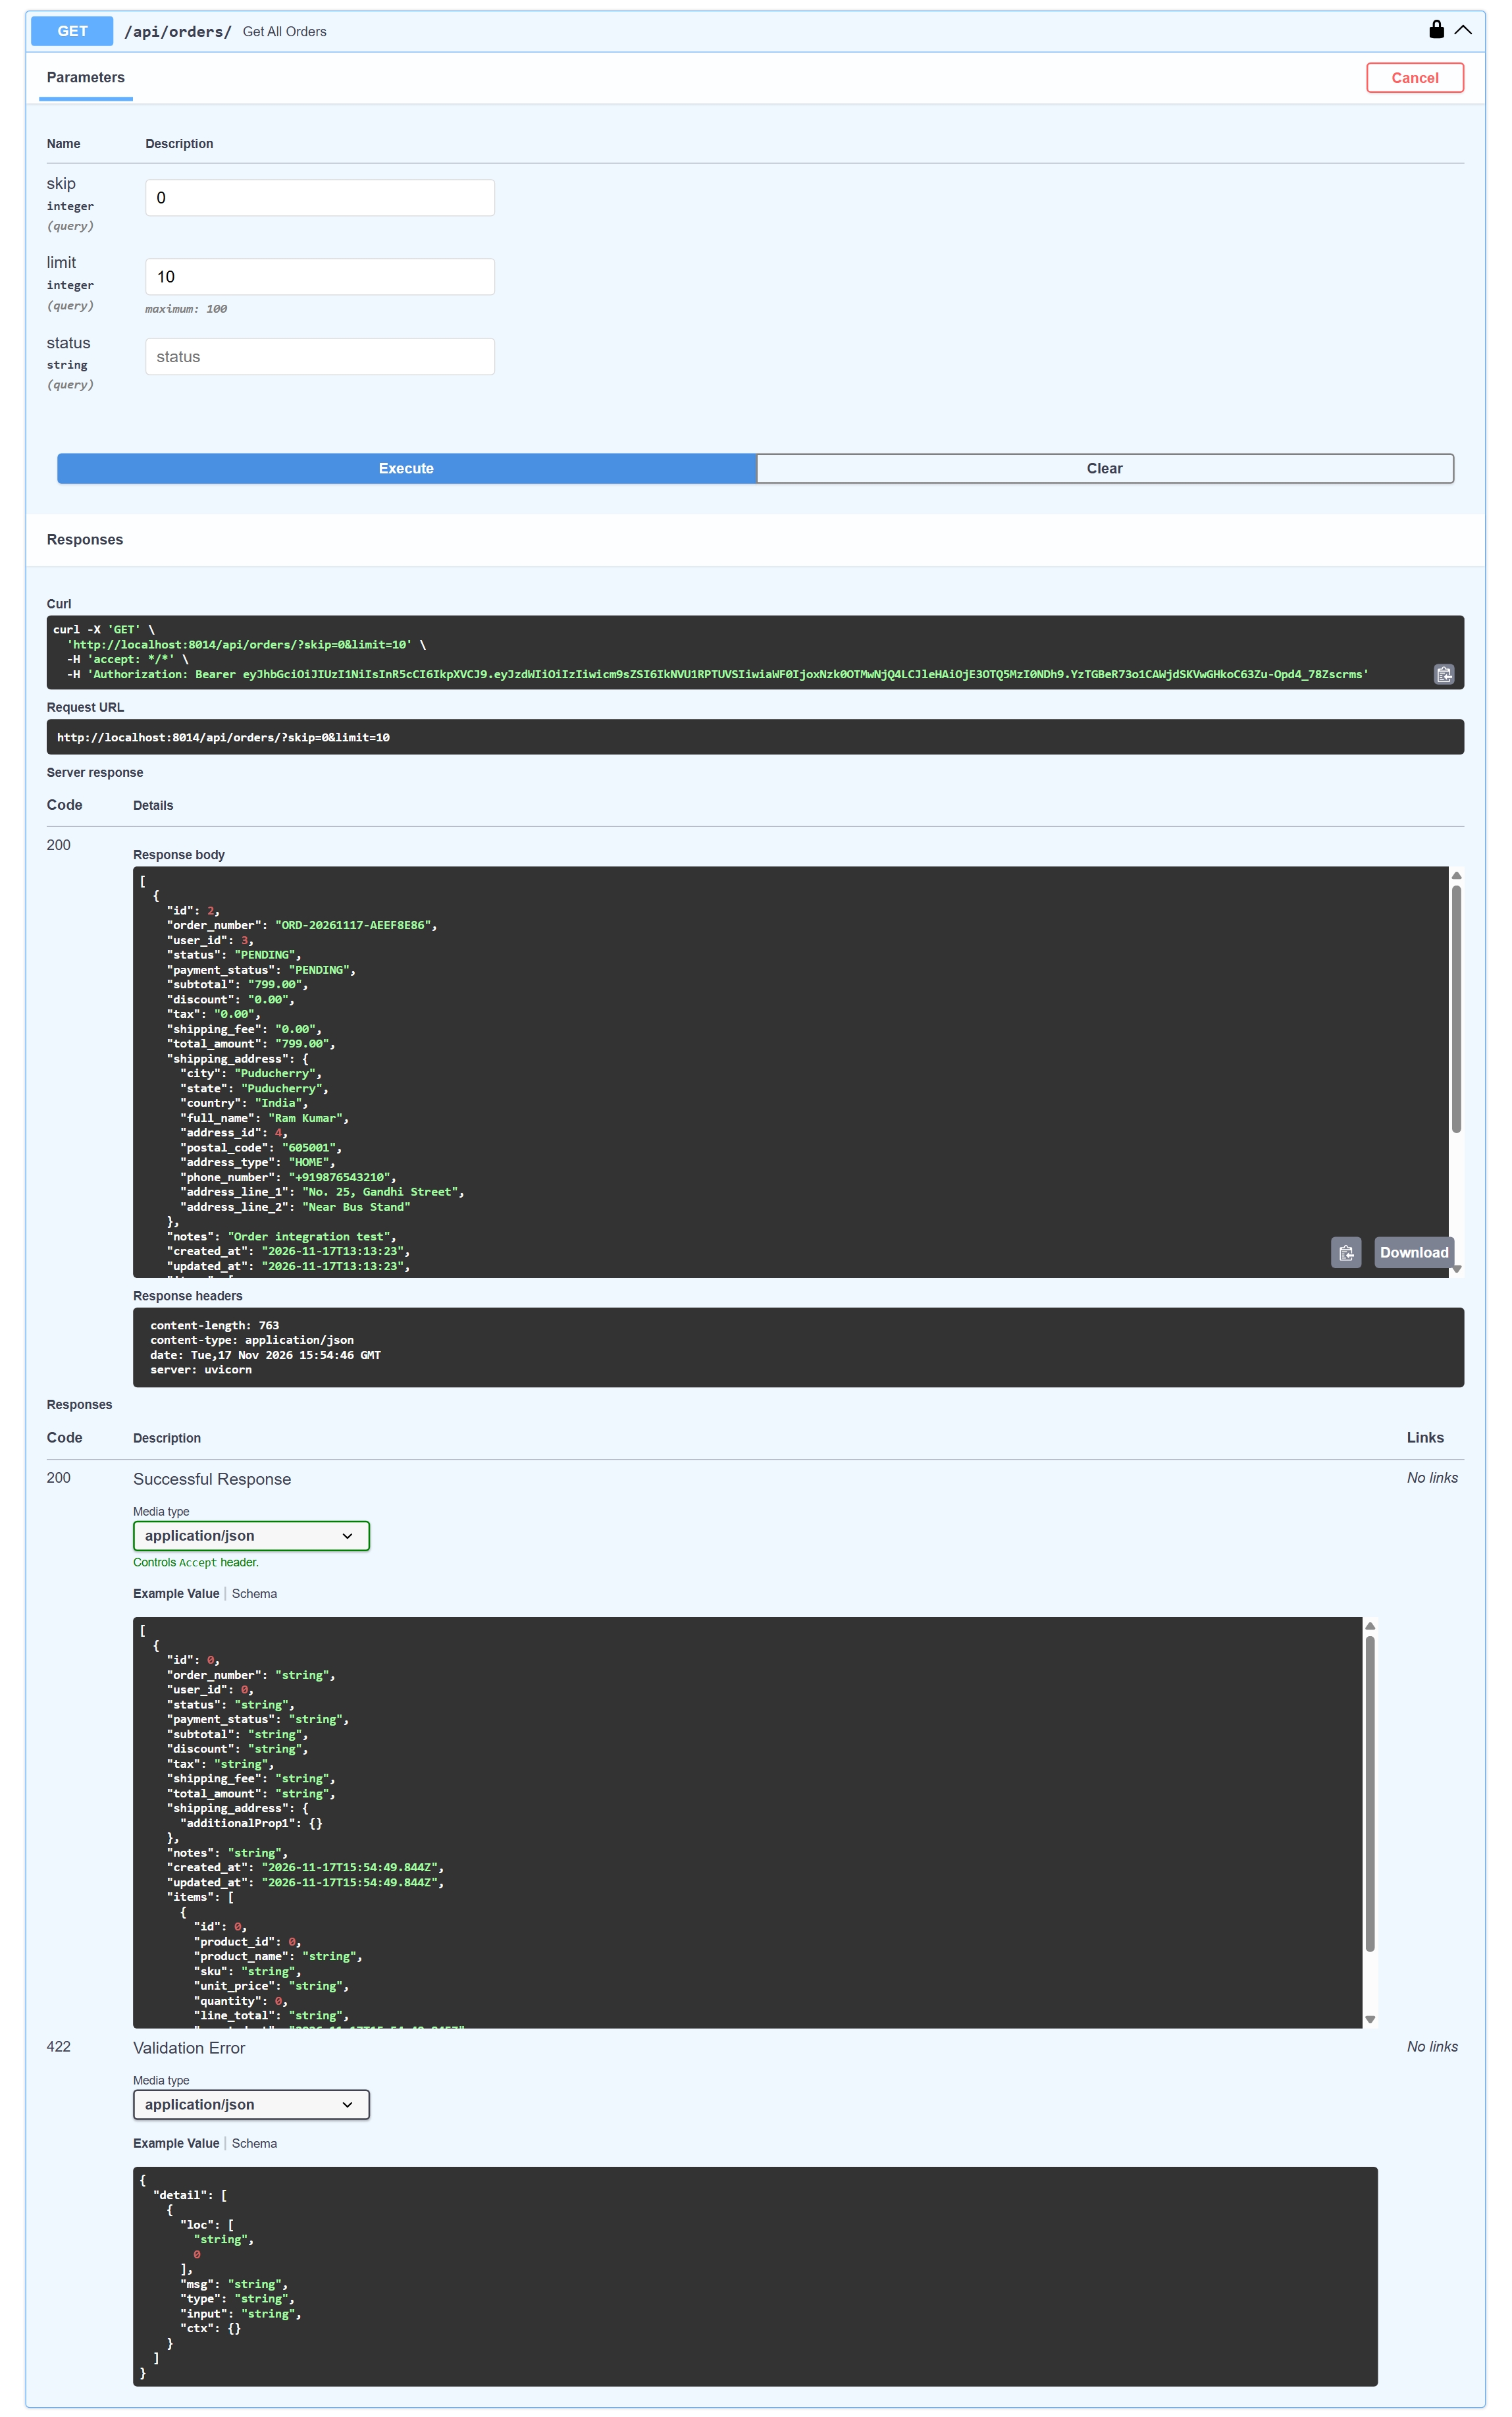 GET /api/orders/ Get All Orders
Parameters
Cancel
Name Description
skip
integer
(query)
0
limit
integer
(query)
10
maximum: 100
status
string
(query)
status
Execute Clear
Responses
Curl
curl -X 'GET' \
'http://localhost:8014/api/orders/?skip=0&limit=10' \
-H 'accept: */*' \
-H 'Authorization: Bearer eyJhbGciOiJIUzI1NiIsInR5cCI6IkpXVCJ9.eyJzdWIiOiIzIiwicm9sZSI6IkNVU1RPTUVSIiwiaWF0IjoxNzk0OTMwNjQ4LCJleHAiOjE3OTQ5MzI0NDh9.YzTGBeR73o1CAWjdSKVwGHkoC63Zu-Opd4_78Zscrms'
Request URL
http://localhost:8014/api/orders/?skip=0&limit=10
Server response
Code Details
200
Response body
[
{
"id": 2,
"order_number": "ORD-20261117-AEEF8E86",
"user_id": 3,
"status": "PENDING",
"payment_status": "PENDING",
"subtotal": "799.00",
"discount": "0.00",
"tax": "0.00",
"shipping_fee": "0.00",
"total_amount": "799.00",
"shipping_address": {
"city": "Puducherry",
"state": "Puducherry",
"country": "India",
"full_name": "Ram Kumar",
"address_id": 4,
"postal_code": "605001",
"address_type": "HOME",
"phone_number": "+919876543210",
"address_line_1": "No. 25, Gandhi Street",
"address_line_2": "Near Bus Stand"
},
"notes": "Order integration test",
"created_at": "2026-11-17T13:13:23",
"updated_at": "2026-11-17T13:13:23",
Download
Response headers
content-length: 763
content-type: application/json
date: Tue,17 Nov 2026 15:54:46 GMT
server: uvicorn
Responses
Code Description Links
200 Successful Response No links
Media type
application/json
Controls Accept header.
Example Value | Schema
[
{
"id": 0,
"order_number": "string",
"user_id": 0,
"status": "string",
"payment_status": "string",
"subtotal": "string",
"discount": "string",
"tax": "string",
"shipping_fee": "string",
"total_amount": "string",
"shipping_address": {
"additionalProp1": {}
},
"notes": "string",
"created_at": "2026-11-17T15:54:49.844Z",
"updated_at": "2026-11-17T15:54:49.844Z",
"items": [
{
"id": 0,
"product_id": 0,
"product_name": "string",
"sku": "string",
"unit_price": "string",
"quantity": 0,
"line_total": "string",
422 Validation Error No links
Media type
application/json
Example Value | Schema
{
"detail": [
{
"loc": [
"string",
0
],
"msg": "string",
"type": "string",
"input": "string",
"ctx": {}
}
]
}